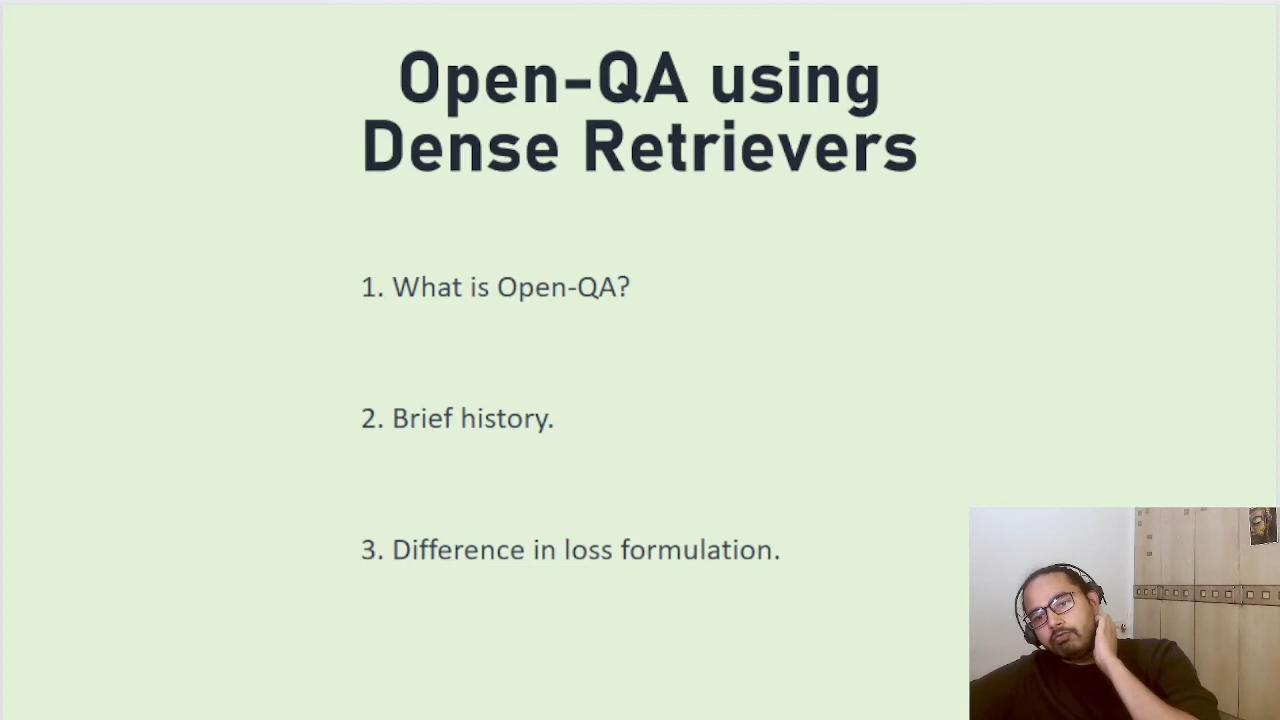 Open-QA using
Dense Retrievers
1. What is Open-QA?
2. Brief history.
3. Difference in loss formulation.